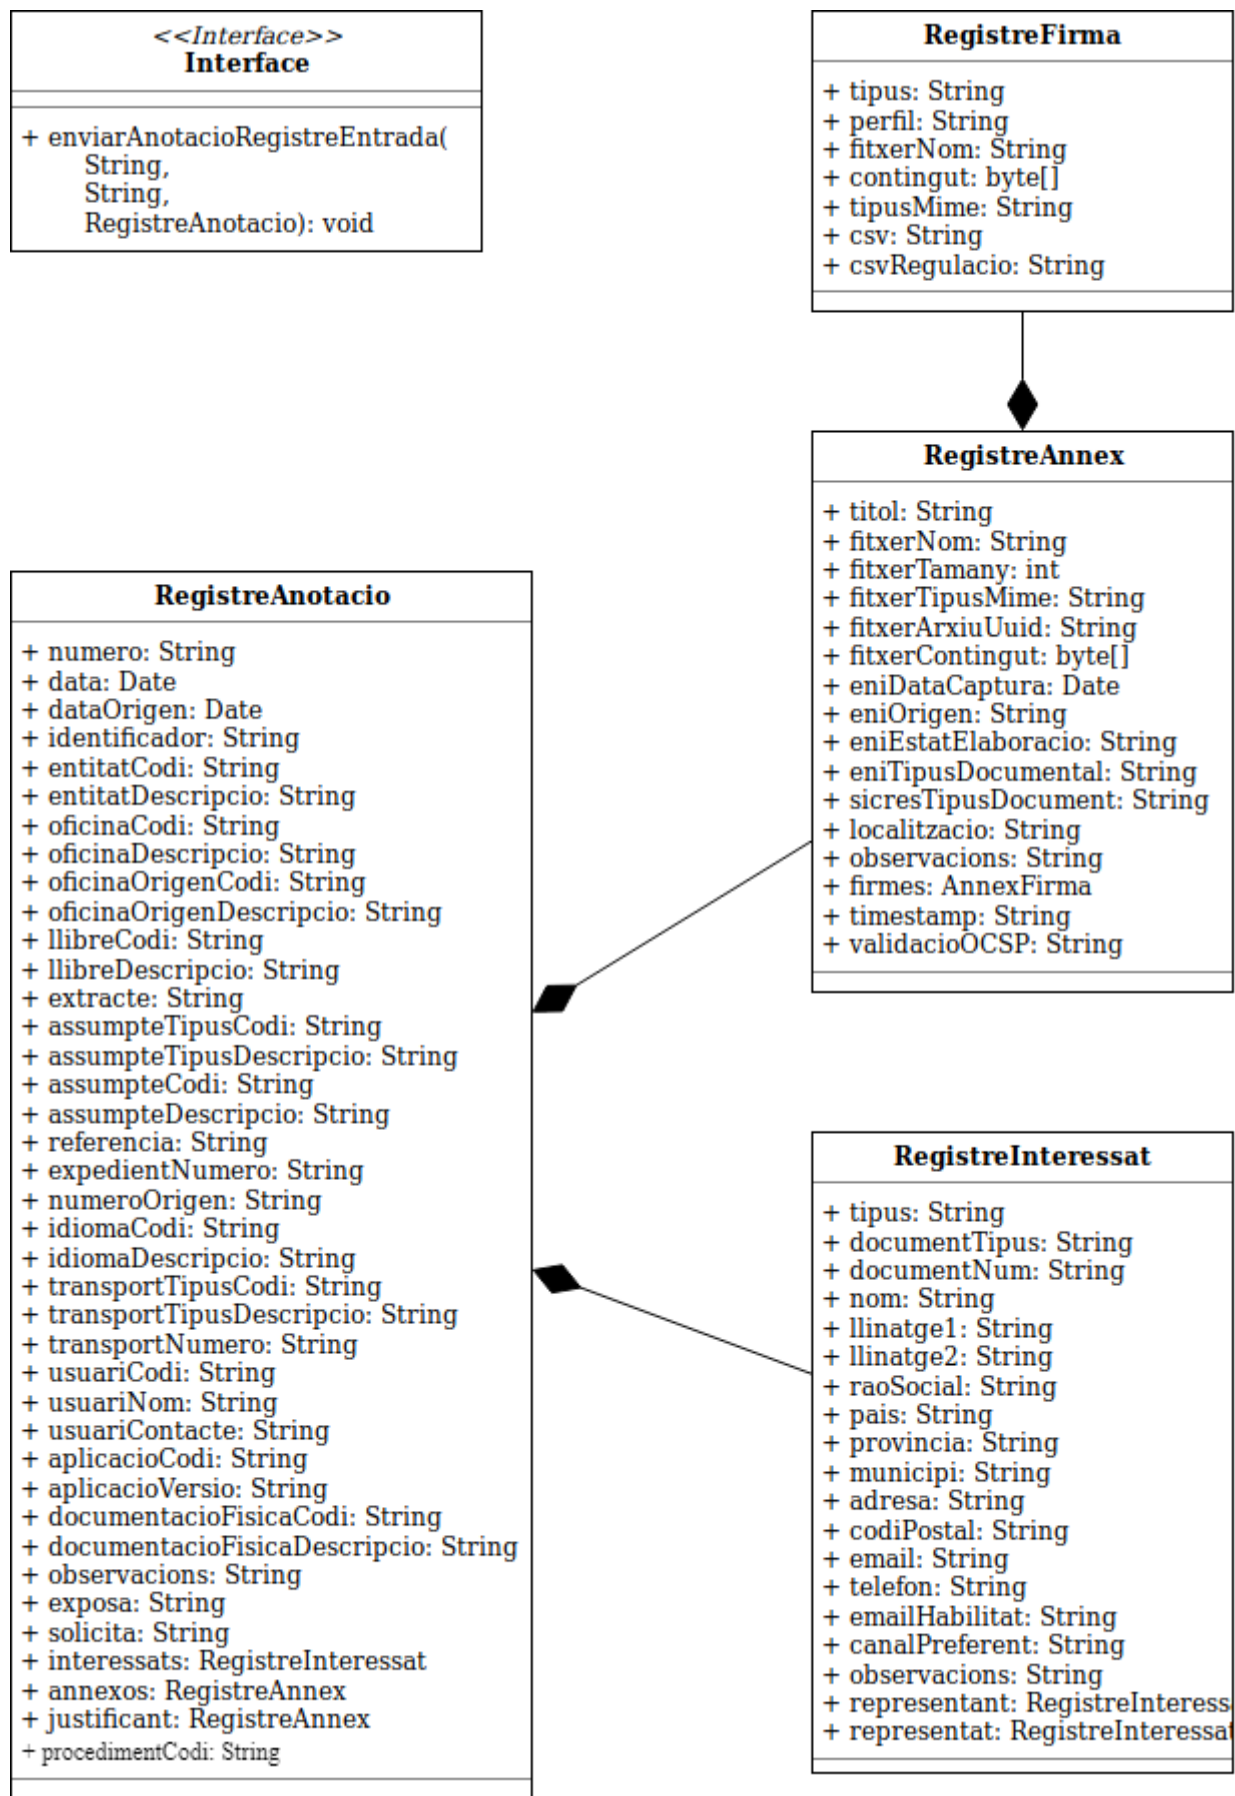 <<Interface>>
Interface
+ enviarAnotacioRegistreEntrada(
String,
String,
RegistreAnotacio): void
RegistreFirma
+ tipus: String
+ perfil: String
+ fitxerNom: String
+ contingut: byte[]
+ tipusMime: String
+ csv: String
+ csvRegulacio: String
RegistreAnnex
+ titol: String
+ fitxerNom: String
+ fitxerTamany: int
+ fitxerTipusMime: String
+ fitxerArxiuUuid: String
+ fitxerContingut: byte[]
+ eniDataCaptura: Date
+ eniOrigen: String
+ eniEstatElaboracio: String
+ eniTipusDocumental: String
+ sicresTipusDocument: String
+ localitzacio: String
+ observacions: String
+ firmes: AnnexFirma
+ timestamp: String
+ validacioOCSP: String
RegistreAnotacio
+ numero: String
+ data: Date
+ dataOrigen: Date
+ identificador: String
+ entitatCodi: String
+ entitatDescripcio: String
+ oficinaCodi: String
+ oficinaDescripcio: String
+ oficinaOrigenCodi: String
+ oficinaOrigenDescripcio: String
+ llibreCodi: String
+ llibreDescripcio: String
+ extracte: String
+ assumpteTipusCodi: String
+ assumpteTipusDescripcio: String
+ assumpteCodi: String
+ assumpteDescripcio: String
+ referencia: String
+ expedientNumero: String
+ numeroOrigen: String
+ idiomaCodi: String
+ idiomaDescripcio: String
+ transportTipusCodi: String
+ transportTipusDescripcio: String
+ transportNumero: String
+ usuariCodi: String
+ usuariNom: String
+ usuariContacte: String
+ aplicacioCodi: String
+ aplicacioVersio: String
+ documentacioFisicaCodi: String
+ documentacioFisicaDescripcio: String
+ observacions: String
+ exposa: String
+ solicita: String
+ interessats: RegistreInteressat
+ annexos: RegistreAnnex
+ justificant: RegistreAnnex
+ procedimentCodi: String
RegistreInteressat
+ tipus: String
+ documentTipus: String
+ documentNum: String
+ nom: String
+ llinatge1: String
+ llinatge2: String
+ raoSocial: String
+ pais: String
+ provincia: String
+ municipi: String
+ adresa: String
+ codiPostal: String
+ email: String
+ telefon: String
+ emailHabilitat: String
+ canalPreferent: String
+ observacions: String
+ representant: RegistreInteress
+ representat: RegistreInteressat